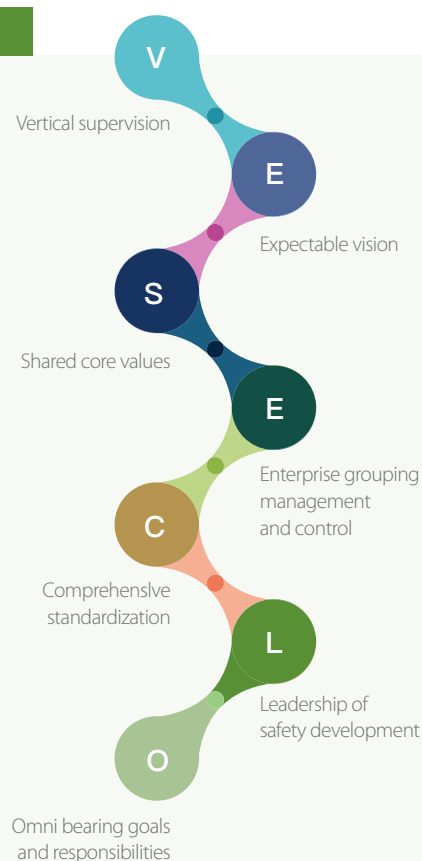 V
Vertical supervision
E
Expectable vision
S
Shared core values
E
Enterprise grouping
management
and control
C
Comprehenslve
standardization
L
Leadership of
safety development
O
Omni bearing goals
and responsibilities